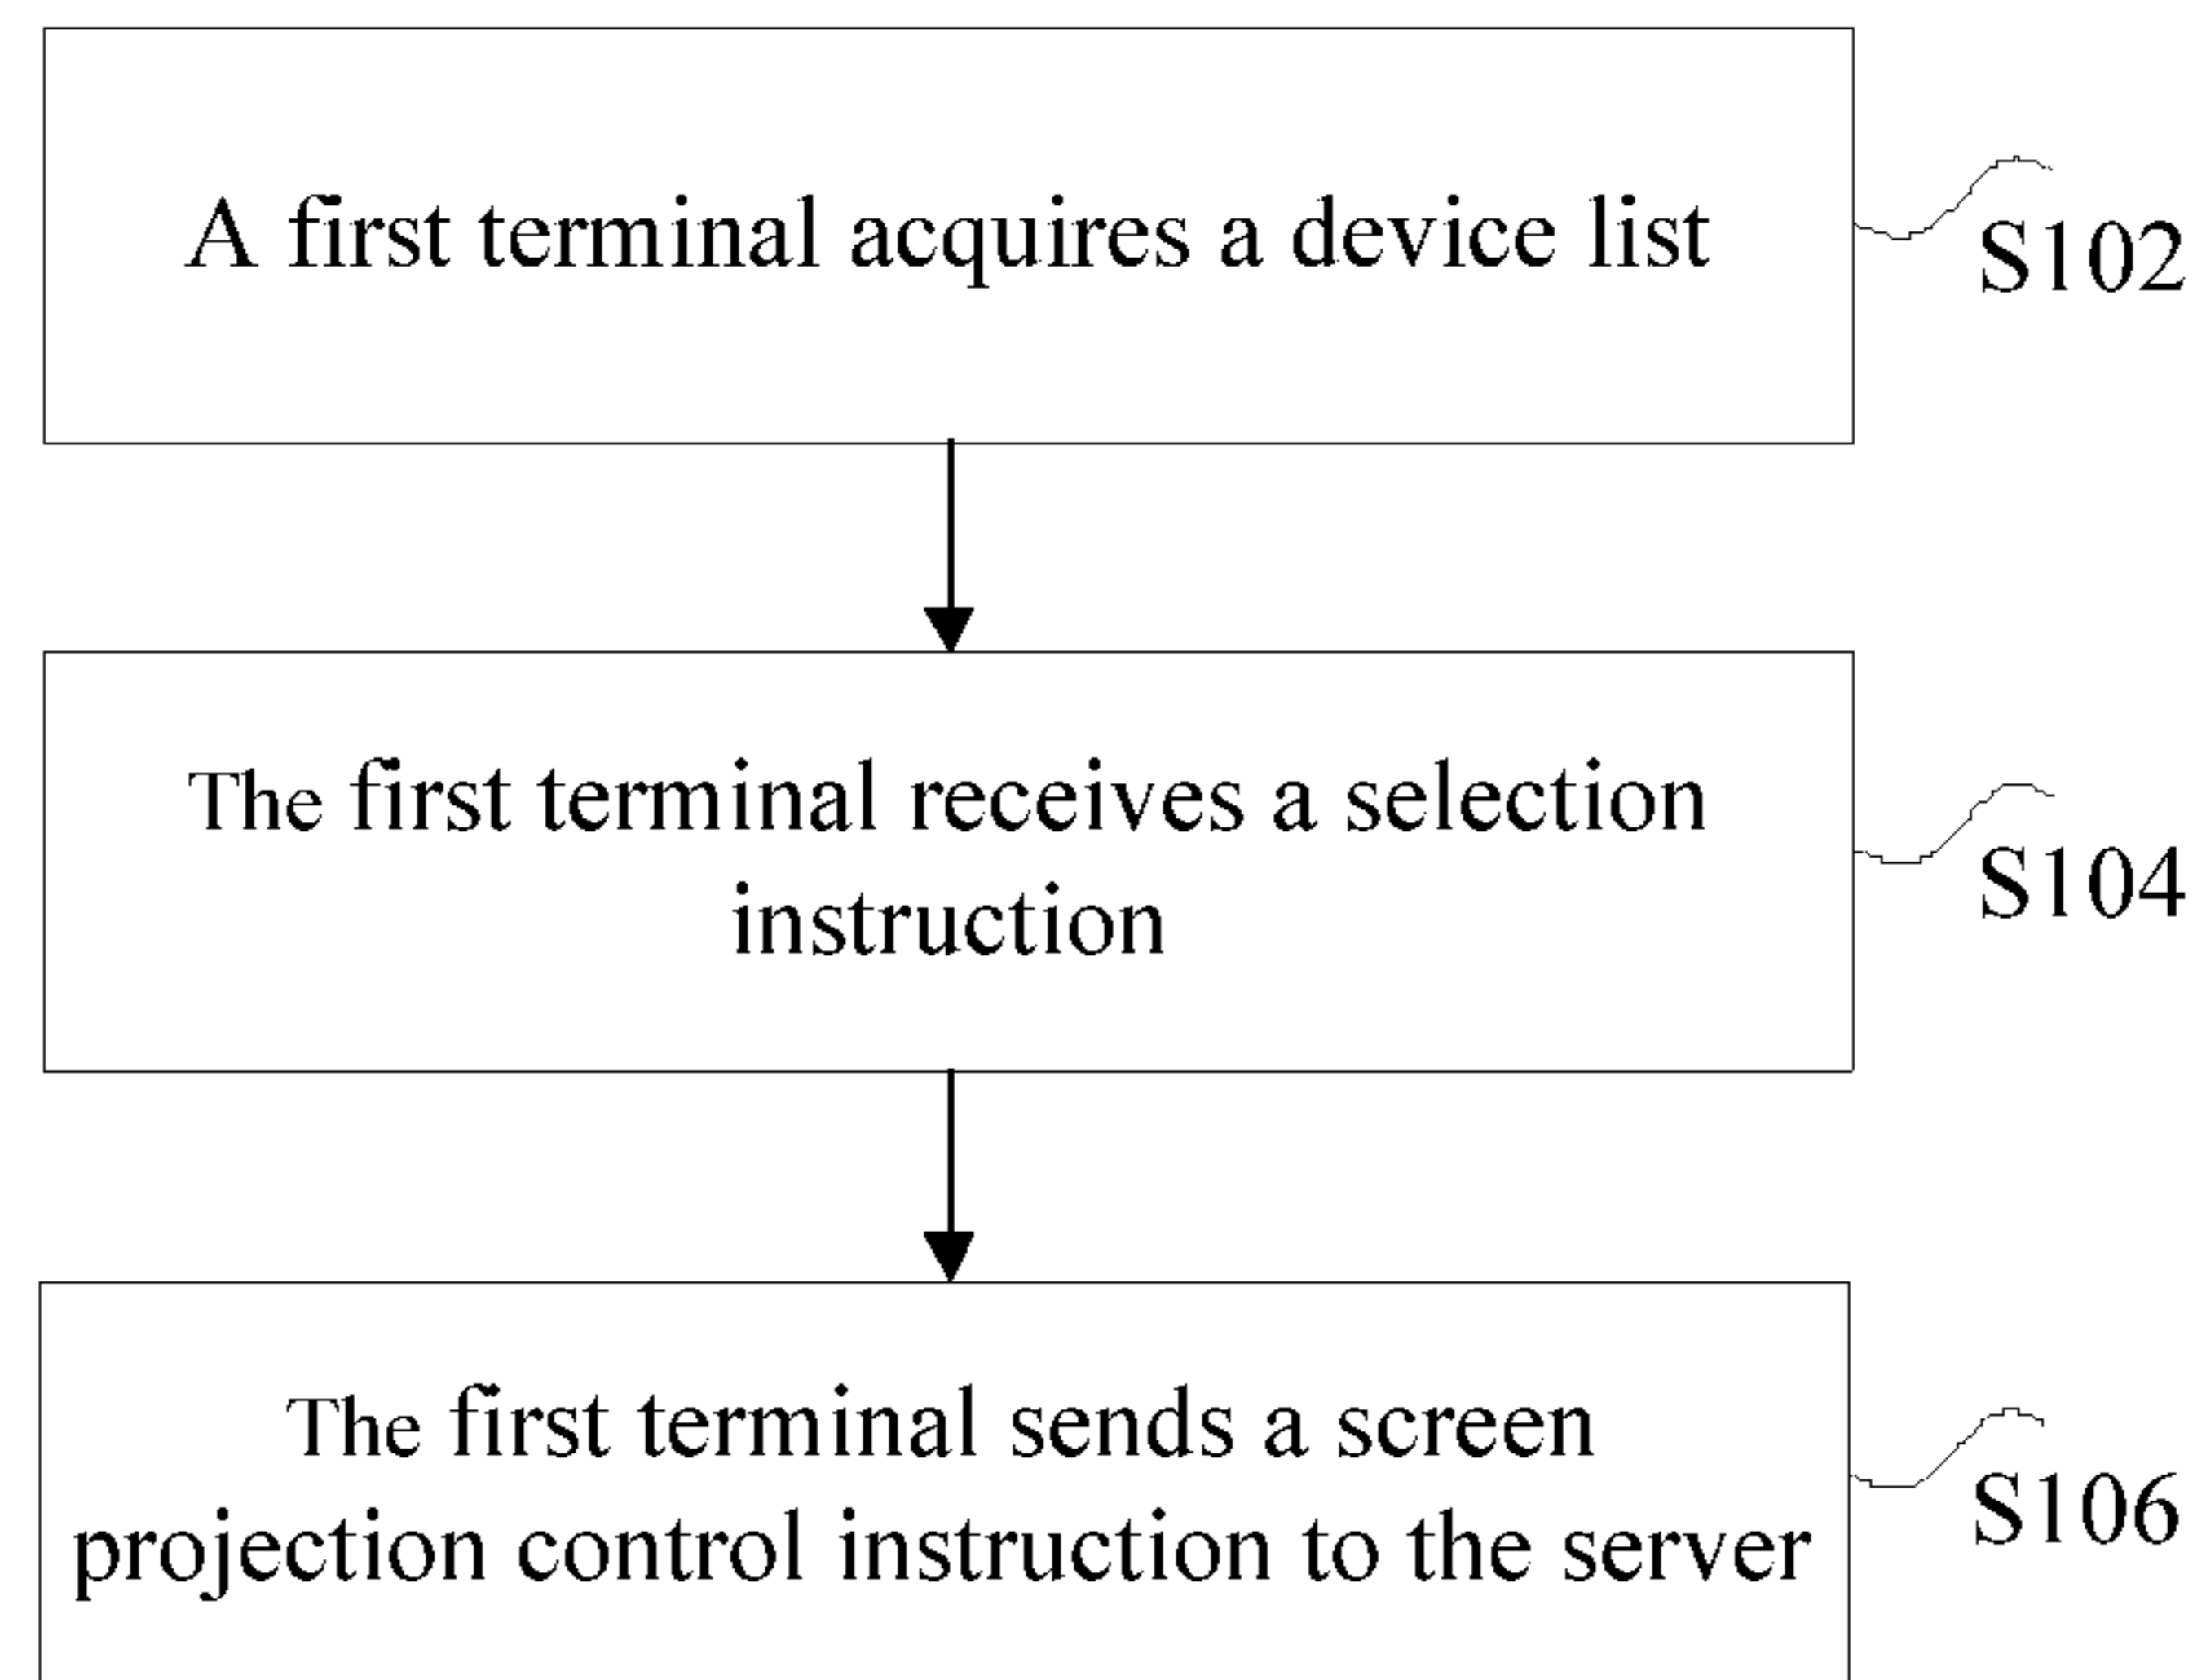 A first terminal acquires a device list
S102
The first terminal receives a selection
instruction
S104
The first terminal sends a screen
projection control instruction to the server
S106